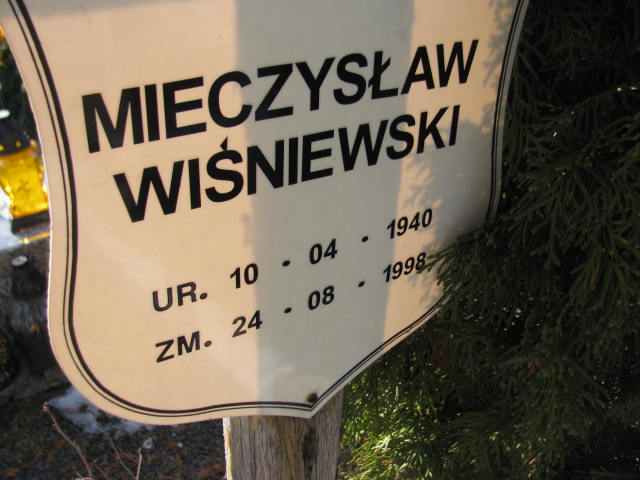 MIECZYSŁAW
WIŚNIEWSKI
UR. 10 - 04 - 1940
ZM. 24 - 08 - 1998